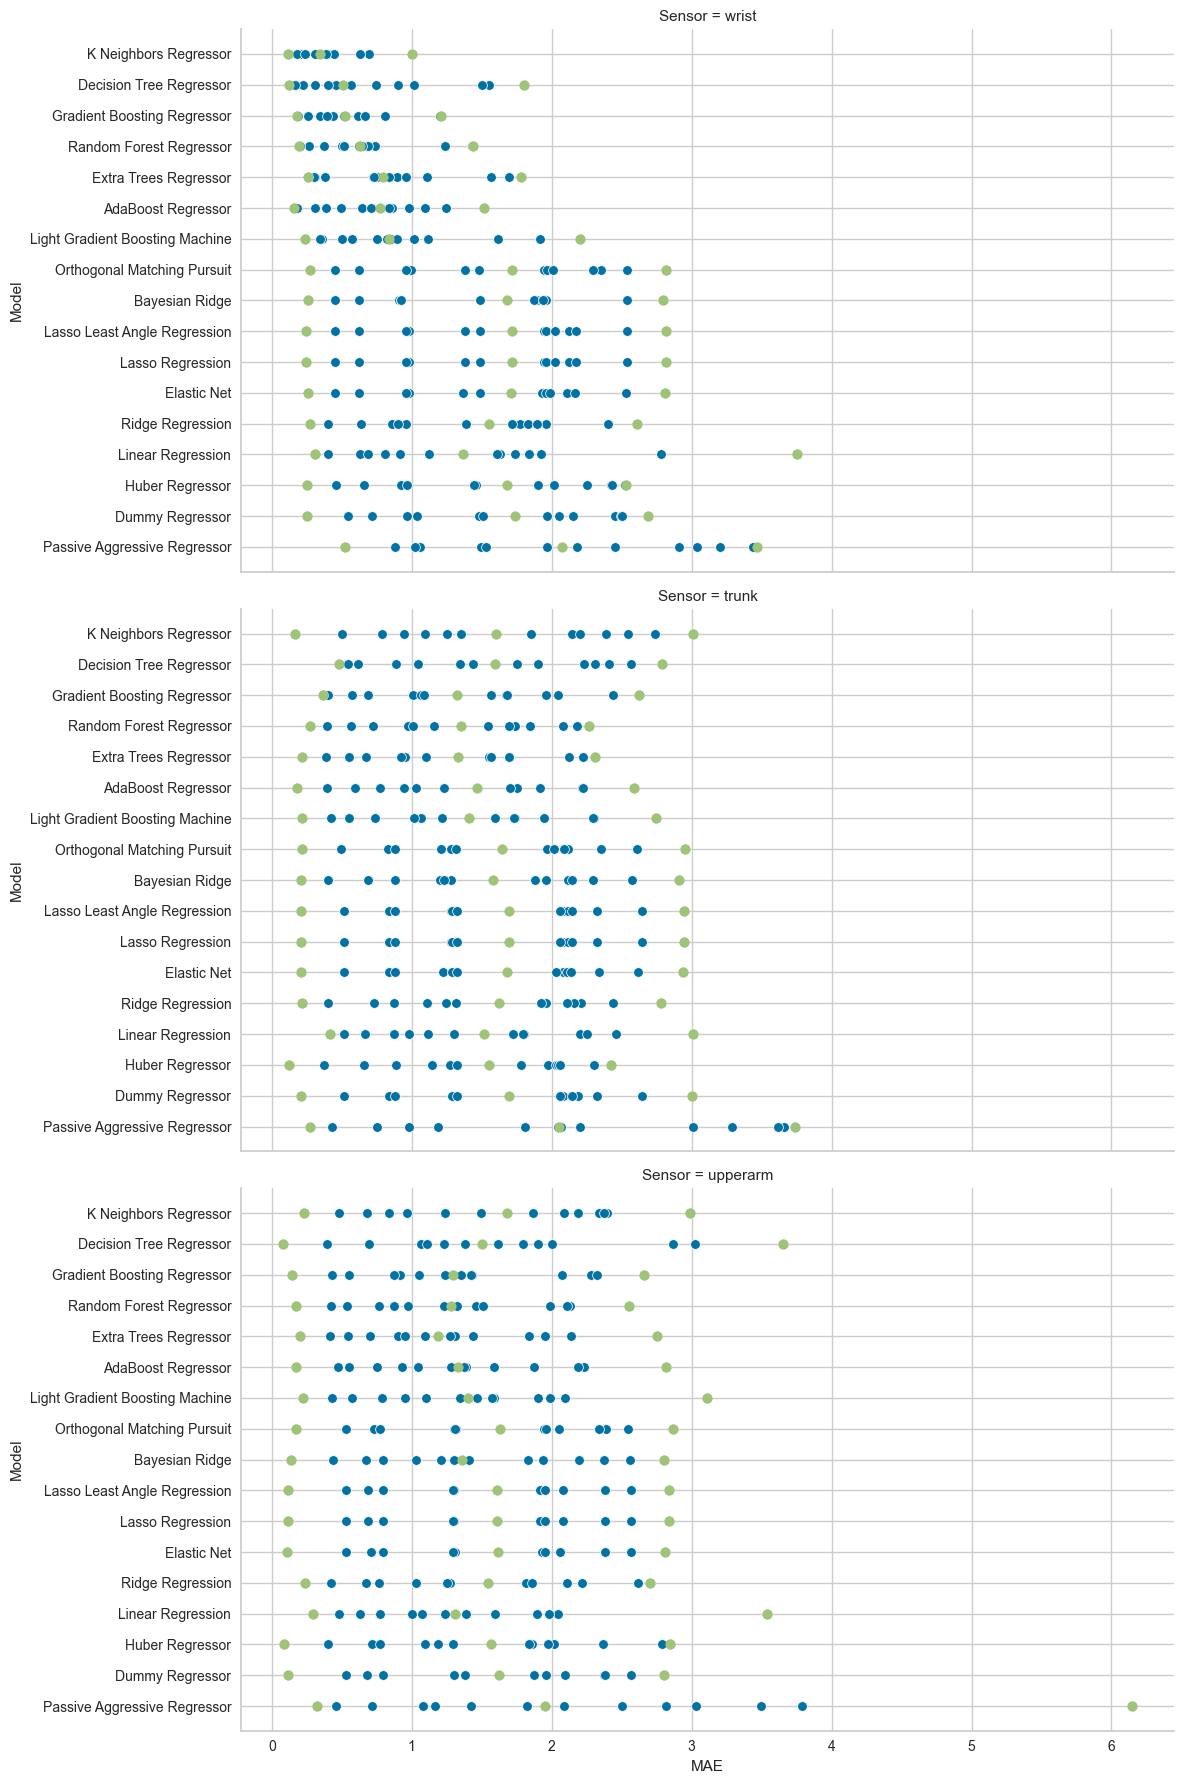 Sensor = wrist
K Neighbors Regressor
Decision Tree Regressor
Gradient Boosting Regressor
Random Forest Regressor
Extra Trees Regressor
AdaBoost Regressor
Light Gradient Boosting Machine
Orthogonal Matching Pursuit
Bayesian Ridge
Lasso Least Angle Regression
Lasso Regression
Elastic Net
Ridge Regression
Linear Regression
Huber Regressor
Dummy Regressor
Passive Aggressive Regressor
Model
Sensor = trunk
K Neighbors Regressor
Decision Tree Regressor
Gradient Boosting Regressor
Random Forest Regressor
Extra Trees Regressor
AdaBoost Regressor
Light Gradient Boosting Machine
Orthogonal Matching Pursuit
Bayesian Ridge
Lasso Least Angle Regression
Lasso Regression
Elastic Net
Ridge Regression
Linear Regression
Huber Regressor
Dummy Regressor
Passive Aggressive Regressor
Model
Sensor = upperarm
K Neighbors Regressor
Decision Tree Regressor
Gradient Boosting Regressor
Random Forest Regressor
Extra Trees Regressor
AdaBoost Regressor
Light Gradient Boosting Machine
Orthogonal Matching Pursuit
Bayesian Ridge
Lasso Least Angle Regression
Lasso Regression
Elastic Net
Ridge Regression
Linear Regression
Huber Regressor
Dummy Regressor
Passive Aggressive Regressor
Model
0 1 2 3 4 5 6
MAE